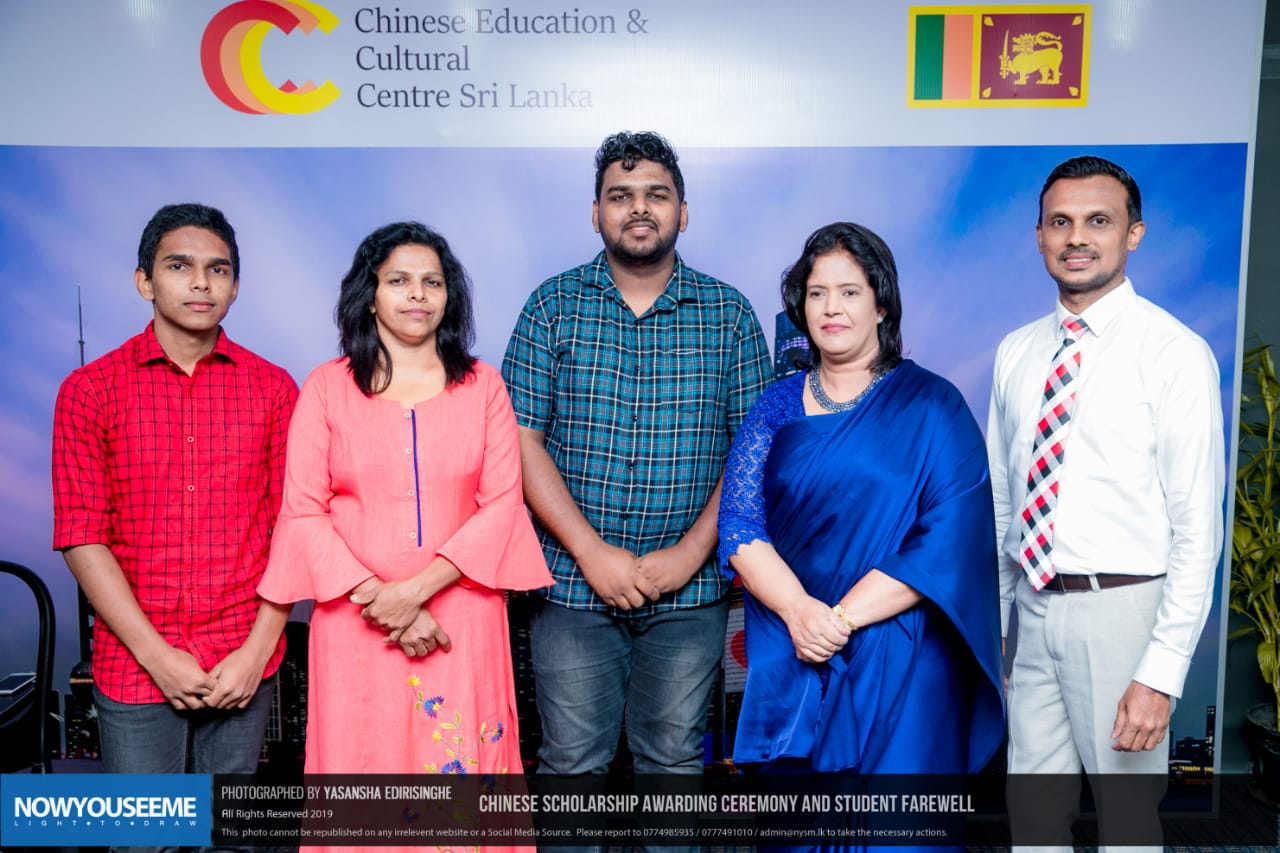 Chinese Education &
Cultural
Centre Sri Lanka
NOWYOUSEEME
LIGHT•TO•DRAW
PHOTOGRAPHED BY YASANSHA EDIRISINGHE
All Rights Reserved 2019
CHINESE SCHOLARSHIP AWARDING CEREMONY AND STUDENT FAREWELL
This photo cannot be republished on any irrelevent website or a Social Media Source. Please report to 0774985935 / 0777491010 / admin@nysm.lk to take the necessary actions.